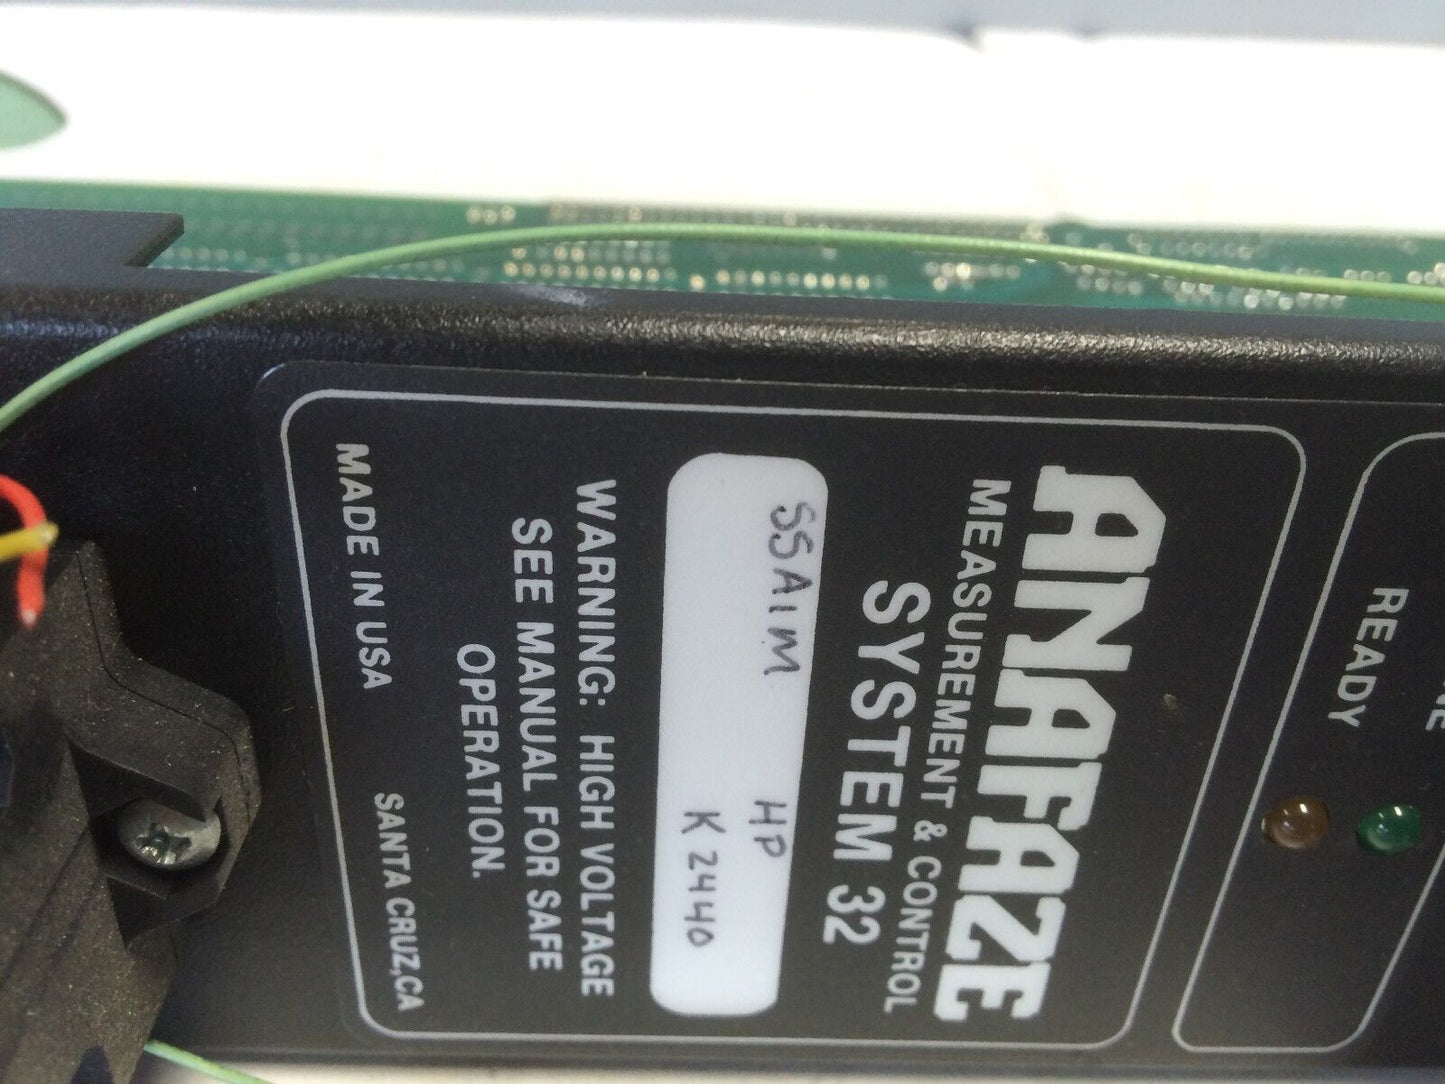 ANAFAZE
MEASUREMENT & CONTROL
SYSTEM 32
SSAIM HP
K2440
WARNING: HIGH VOLTAGE
SEE MANUAL FOR SAFE
OPERATION.
MADE IN USA SANTA CRUZ,CA
READY